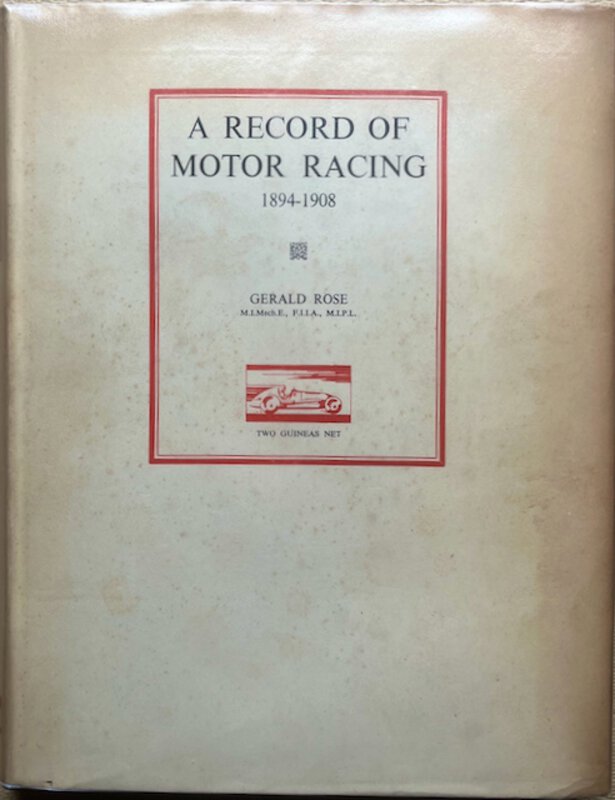 A RECORD OF
MOTOR RACING
1894-1908
GERALD ROSE
M.I.Mech.E., F.I.I.A., M.I.P.L.
TWO GUINEAS NET